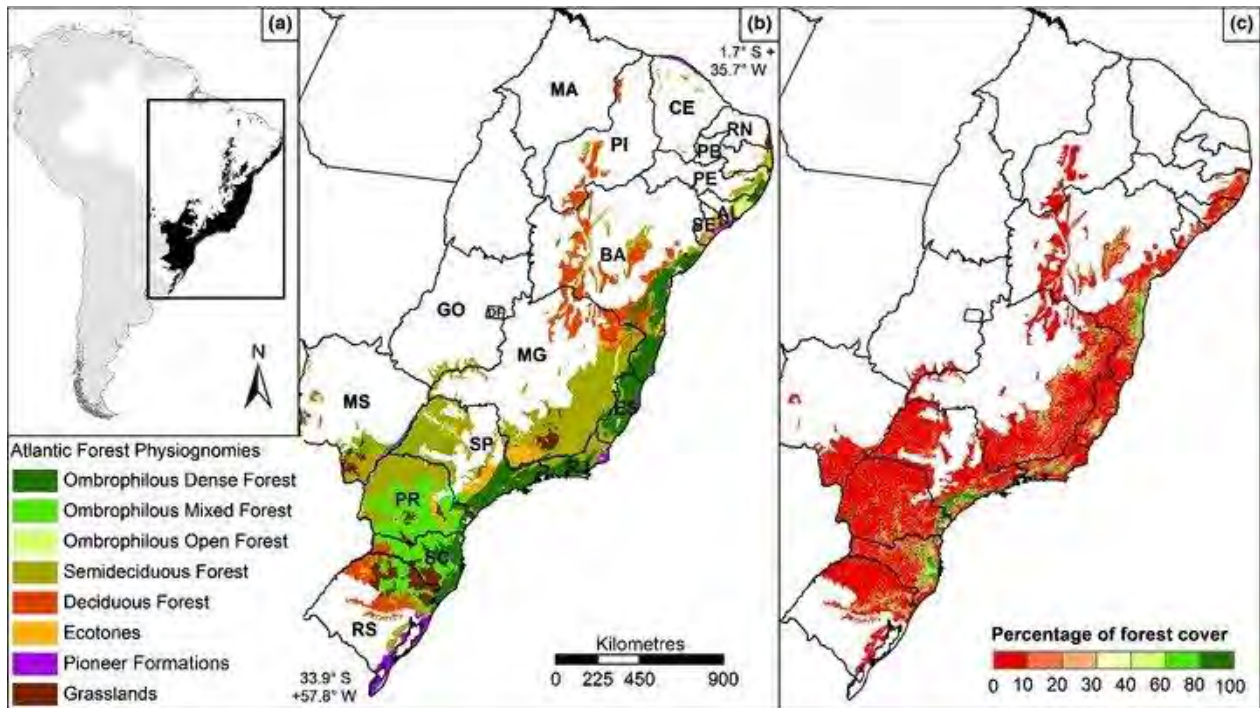 (a)
N
Atlantic Forest Physiognomies
Ombrophilous Dense Forest
Ombrophilous Mixed Forest
Ombrophilous Open Forest
Semideciduous Forest
Deciduous Forest
Ecotones
Pioneer Formations
Grasslands
(b)
1.7° S +
35.7° W
MA
CE
RN
PI
PB
PE
AL
SE
BA
GO
DF
MG
MS
ES
SP
PR
SC
RS
33.9° S
+57.8° W
Kilometres
0 225 450 900
(c)
Percentage of forest cover
0 10 20 30 40 60 80 100